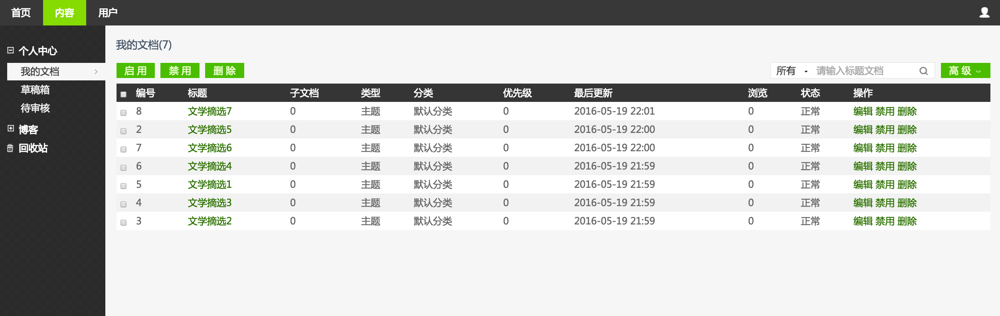 首页 内容 用户
个人中心
我的文档
草稿箱
待审核
博客
回收站
我的文档(7)
启 用 禁 用 删 除 所有 请输入标题文档 高 级
编号 标题 子文档 类型 分类 优先级 最后更新 浏览 状态 操作
8 文学摘选7 0 主题 默认分类 0 2016-05-19 22:01 0 正常 编辑 禁用 删除
2 文学摘选5 0 主题 默认分类 0 2016-05-19 22:00 0 正常 编辑 禁用 删除
7 文学摘选6 0 主题 默认分类 0 2016-05-19 22:00 0 正常 编辑 禁用 删除
6 文学摘选4 0 主题 默认分类 0 2016-05-19 21:59 0 正常 编辑 禁用 删除
5 文学摘选1 0 主题 默认分类 0 2016-05-19 21:59 0 正常 编辑 禁用 删除
4 文学摘选3 0 主题 默认分类 0 2016-05-19 21:59 0 正常 编辑 禁用 删除
3 文学摘选2 0 主题 默认分类 0 2016-05-19 21:59 0 正常 编辑 禁用 删除